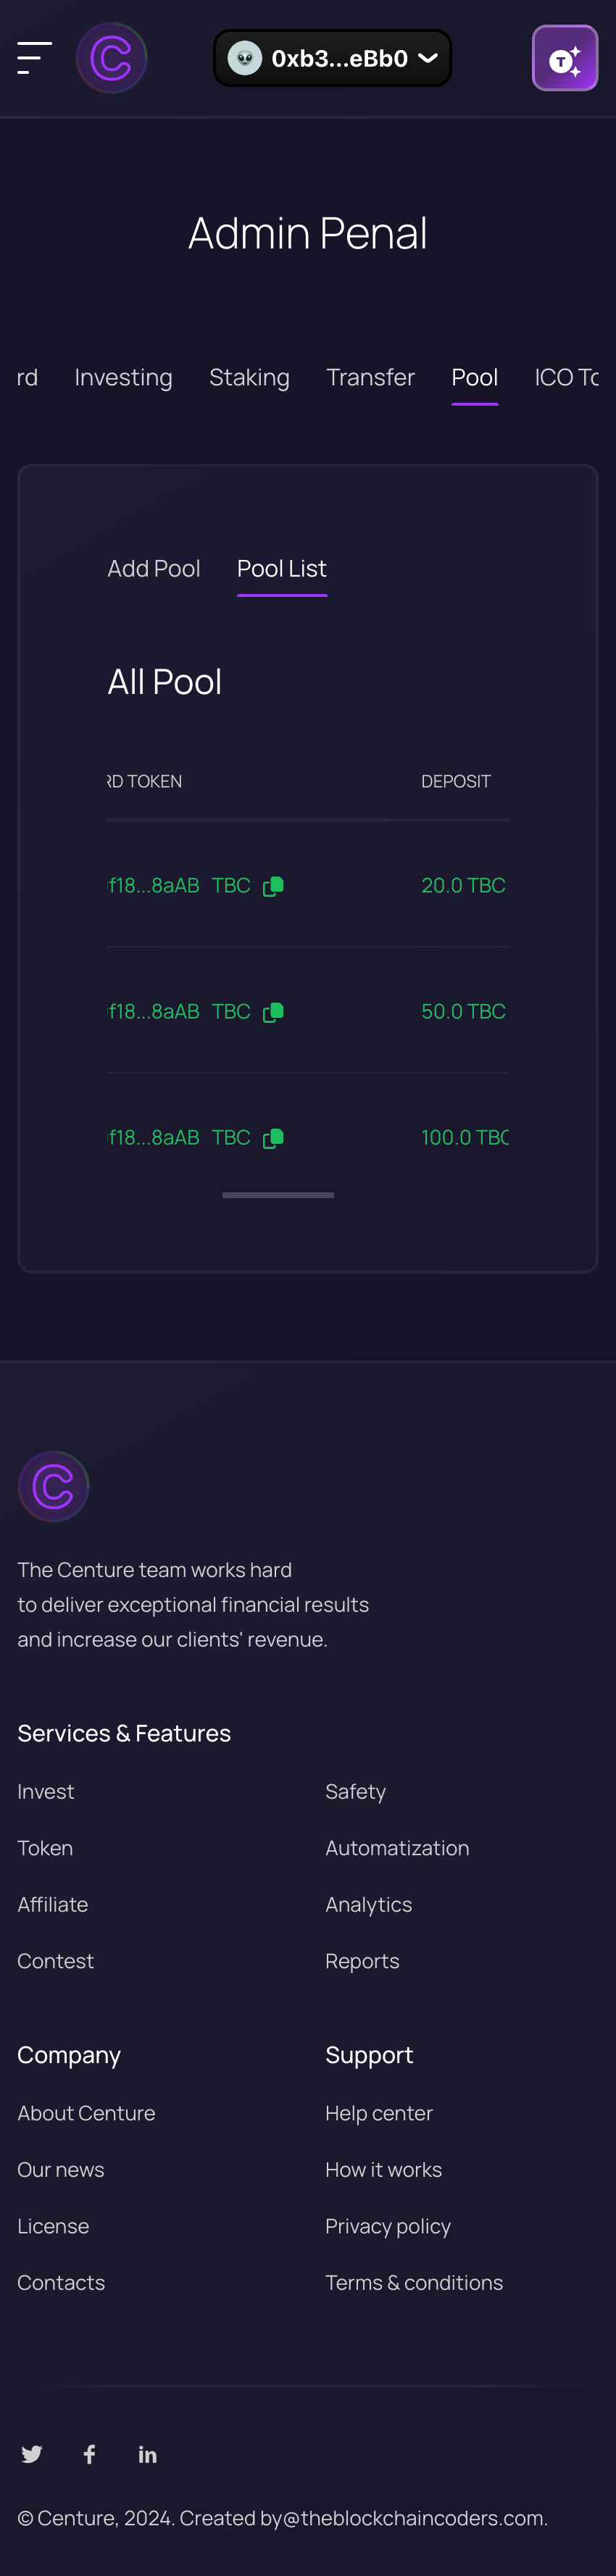 0xb3...eBb0
T
Admin Penal
rd Investing Staking Transfer Pool ICO To
Add Pool Pool List
All Pool
RD TOKEN DEPOSIT
f18...8aAB TBC 20.0 TBC
f18...8aAB TBC 50.0 TBC
f18...8aAB TBC 100.0 TBC
The Centure team works hard
to deliver exceptional financial results
and increase our clients' revenue.
Services & Features
Invest Safety
Token Automatization
Affiliate Analytics
Contest Reports
Company Support
About Centure Help center
Our news How it works
License Privacy policy
Contacts Terms & conditions
© Centure, 2024. Created by@theblockchaincoders.com.